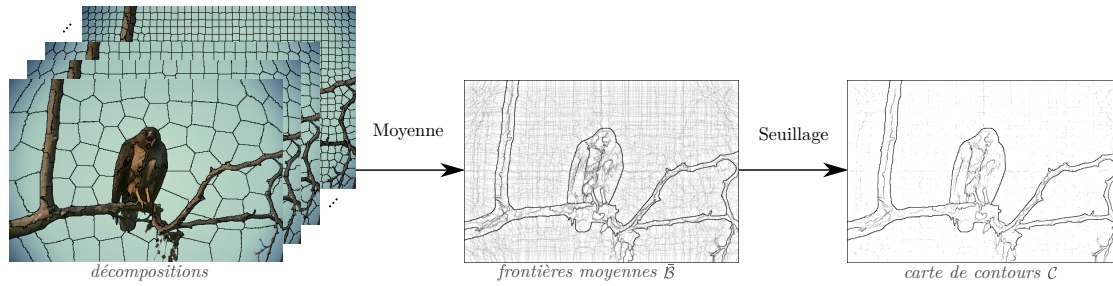 Moyenne
Seuillage
décompositions
frontières moyennes B̄
carte de contours C